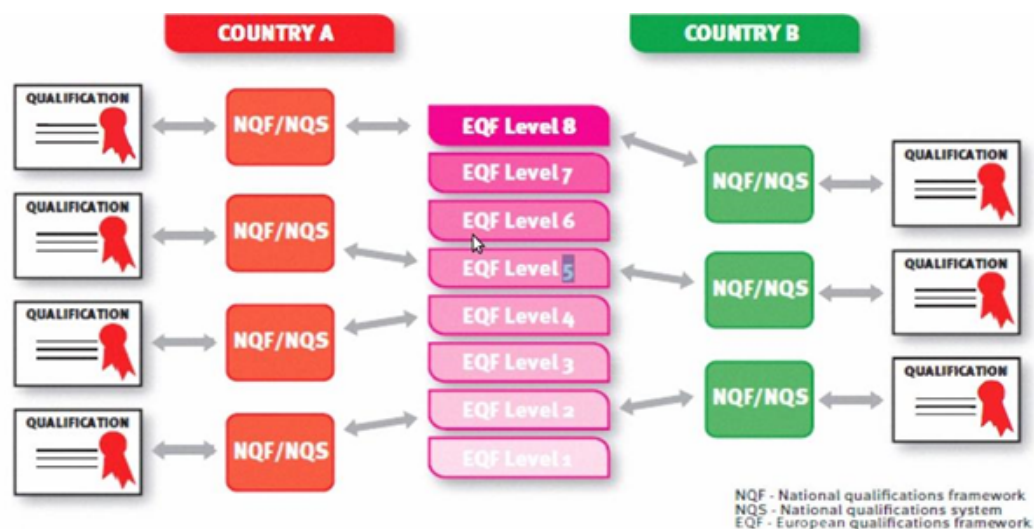 COUNTRY A
COUNTRY B
QUALIFICATION
NQF/NQS
EQF Level 8
NQF/NQS
QUALIFICATION
EQF Level 7
QUALIFICATION
NQF/NQS
EQF Level 6
EQF Level 5
NQF/NQS
QUALIFICATION
QUALIFICATION
NQF/NQS
EQF Level 4
EQF Level 3
NQF/NQS
QUALIFICATION
QUALIFICATION
NQF/NQS
EQF Level 2
EQF Level 1
NQF - National qualifications framework
NQS - National qualifications system
EQF - European qualifications framework